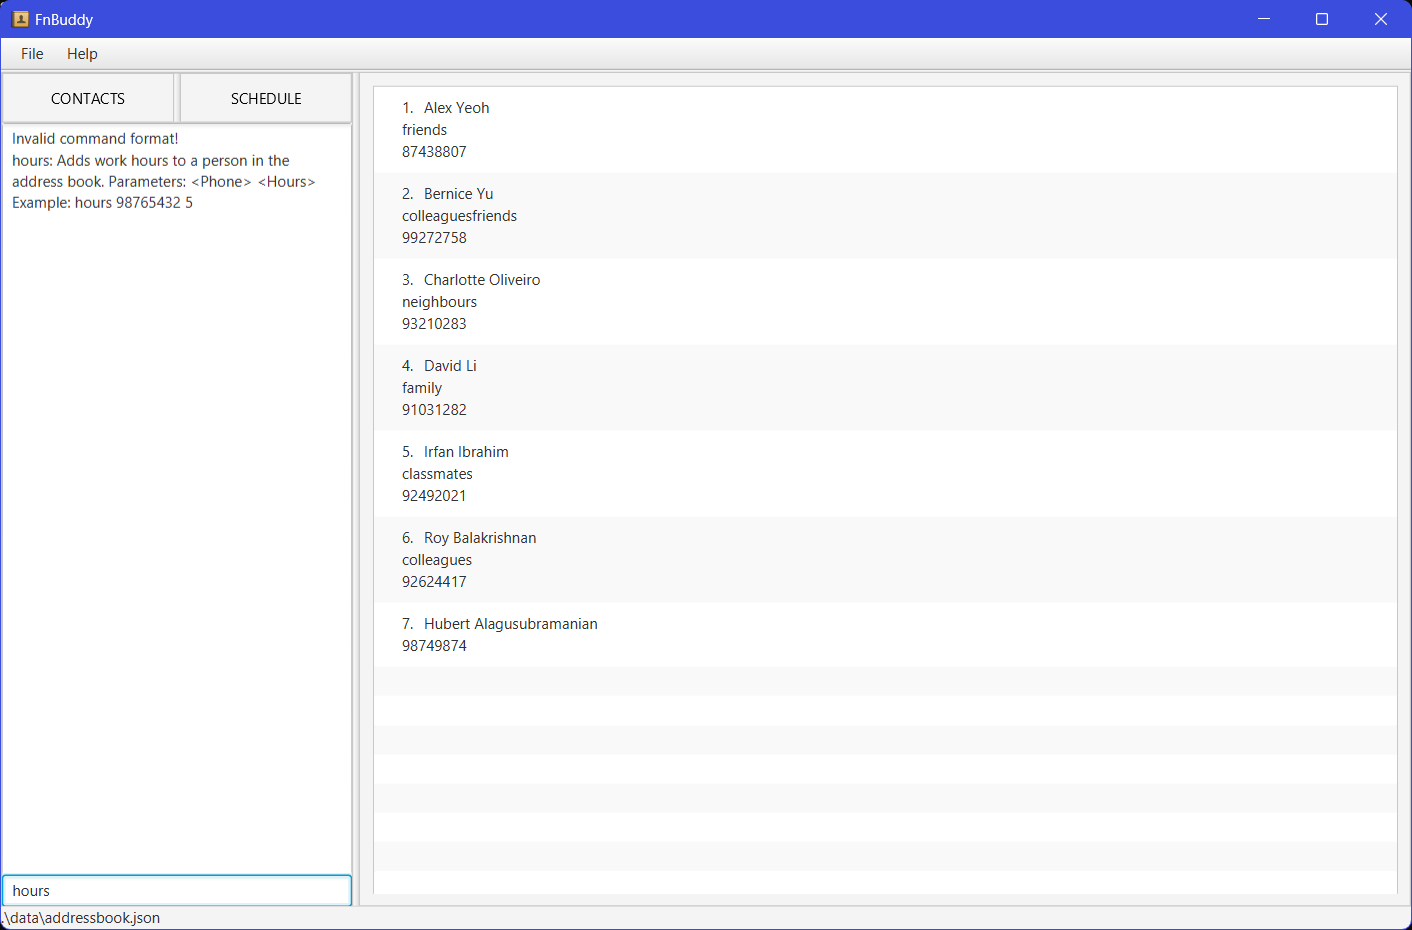 FnBuddy
File Help
CONTACTS SCHEDULE
Invalid command format!
hours: Adds work hours to a person in the
address book. Parameters: <Phone> <Hours>
Example: hours 98765432 5
hours
1. Alex Yeoh
friends
87438807
2. Bernice Yu
colleaguesfriends
99272758
3. Charlotte Oliveiro
neighbours
93210283
4. David Li
family
91031282
5. Irfan Ibrahim
classmates
92492021
6. Roy Balakrishnan
colleagues
92624417
7. Hubert Alagusubramanian
98749874
.\data\addressbook.json